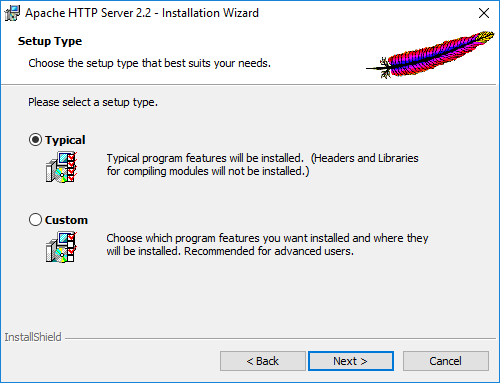 Apache HTTP Server 2.2 - Installation Wizard
Setup Type
Choose the setup type that best suits your needs.
Please select a setup type.
Typical
Typical program features will be installed. (Headers and Libraries
for compiling modules will not be installed.)
Custom
Choose which program features you want installed and where they
will be installed. Recommended for advanced users.
InstallShield
< Back
Next >
Cancel